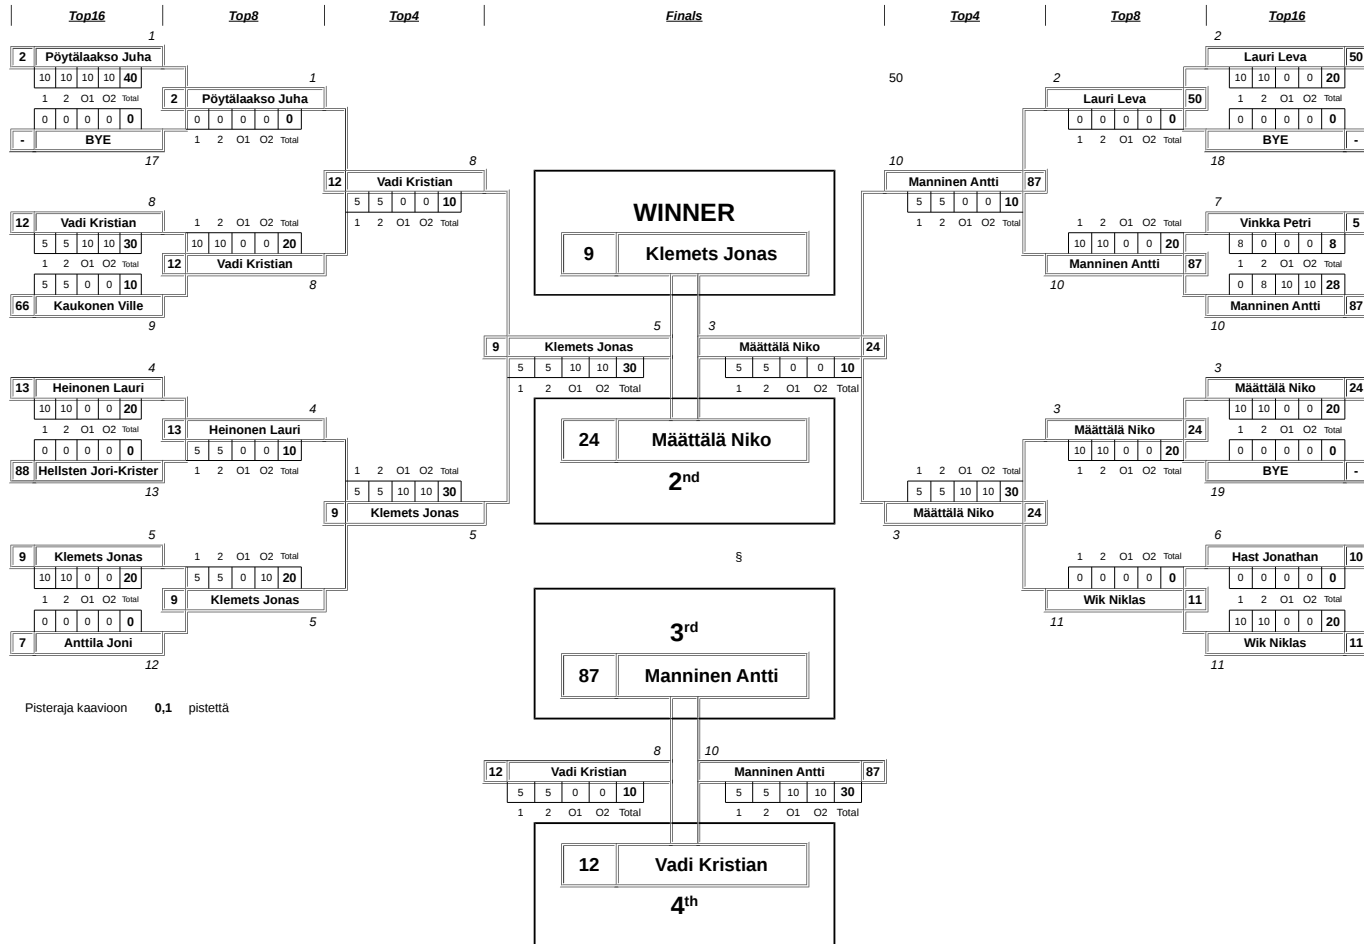 Top16 Top8 Top4 Finals Top4 Top8 Top16
1 2
2 Pöytälaakso Juha Lauri Leva 50
10 10 10 10 40 1 50 2 10 10 0 0 20
1 2 O1 O2 Total 2 Pöytälaakso Juha Lauri Leva 50 1 2 O1 O2 Total
0 0 0 0 0 0 0 0 0 0 0 0 0 0 0 0 0 0 0 0
- BYE 1 2 O1 O2 Total 1 2 O1 O2 Total BYE -
17 8 10 18
12 Vadi Kristian Manninen Antti 87
8 5 5 0 0 10 5 5 0 0 10 7
12 Vadi Kristian 1 2 O1 O2 Total 1 2 O1 O2 Total WINNER 1 2 O1 O2 Total 1 2 O1 O2 Total Vinkka Petri 5
5 5 10 10 30 10 10 0 0 20 10 10 0 0 20 8 0 0 0 8
1 2 O1 O2 Total 12 Vadi Kristian 9 Klemets Jonas Manninen Antti 87 1 2 O1 O2 Total
5 5 0 0 10 8 10 0 8 10 10 28
66 Kaukonen Ville Manninen Antti 87
9 5 3 10
9 Klemets Jonas Määttälä Niko 24
4 5 5 10 10 30 5 5 0 0 10 3
13 Heinonen Lauri 1 2 O1 O2 Total 1 2 O1 O2 Total Määttälä Niko 24
10 10 0 0 20 4 3 10 10 0 0 20
1 2 O1 O2 Total 13 Heinonen Lauri 24 Määttälä Niko Määttälä Niko 24 1 2 O1 O2 Total
0 0 0 0 0 5 5 0 0 10 10 10 0 0 20 0 0 0 0 0
88 Hellsten Jori-Krister 1 2 O1 O2 Total 1 2 O1 O2 Total 2nd 1 2 O1 O2 Total 1 2 O1 O2 Total BYE -
13 5 5 10 10 30 5 5 10 10 30 19
9 Klemets Jonas Määttälä Niko 24
5 5 3 6
9 Klemets Jonas 1 2 O1 O2 Total § 1 2 O1 O2 Total Hast Jonathan 10
10 10 0 0 20 5 5 0 10 20 0 0 0 0 0 0 0 0 0 0
1 2 O1 O2 Total 9 Klemets Jonas Wik Niklas 11 1 2 O1 O2 Total
0 0 0 0 0 5 3rd 11 10 10 0 0 20
7 Anttila Joni Wik Niklas 11
12 11
87 Manninen Antti
Pisteraja kaavioon 0,1 pistettä
8 10
12 Vadi Kristian Manninen Antti 87
5 5 0 0 10 5 5 10 10 30
1 2 O1 O2 Total 1 2 O1 O2 Total
12 Vadi Kristian
4th